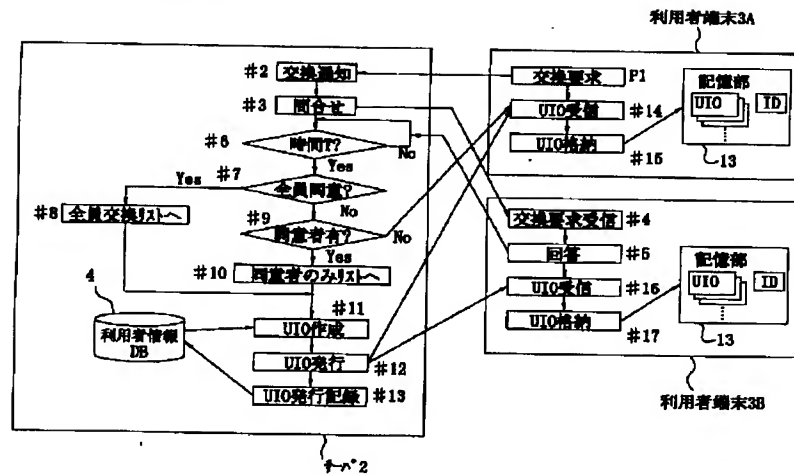 利用者端末3A
#2 交換通知
交換要求 P1
#3 問合せ
UIO受信 #14
記憶部
UIO ID
#6 時間T?
No
UIO格納 #15
13
Yes
#7 全員同意?
Yes
No
#8 全員交換リストへ
交換要求受信 #4
#9 同意者有?
No
回答 #5
記憶部
UIO ID
Yes
#10 同意者のみリストへ
UIO受信 #16
4
#11
UIO作成
UIO格納 #17
13
利用者情報
DB
UIO発行 #12
UIO発行記録 #13
利用者端末3B
サーバ2